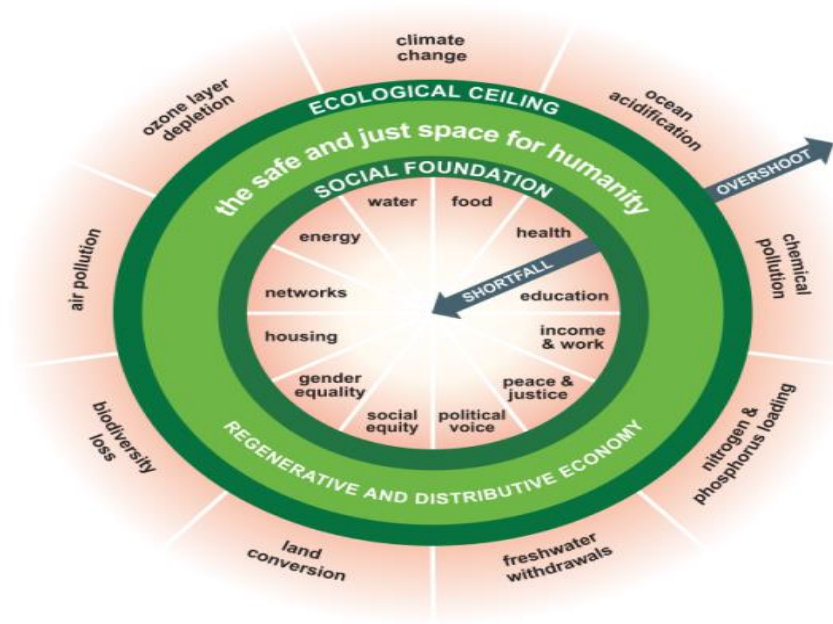 climate
change
ozone layer
depletion
ocean
acidification
ECOLOGICAL CEILING
the safe and just space for humanity
SOCIAL FOUNDATION
OVERSHOOT
water
food
energy
health
SHORTFALL
air pollution
chemical
pollution
networks
education
housing
income
& work
gender
equality
peace &
justice
social
equity
political
voice
biodiversity
loss
nitrogen &
phosphorus loading
REGENERATIVE AND DISTRIBUTIVE ECONOMY
land
conversion
freshwater
withdrawals